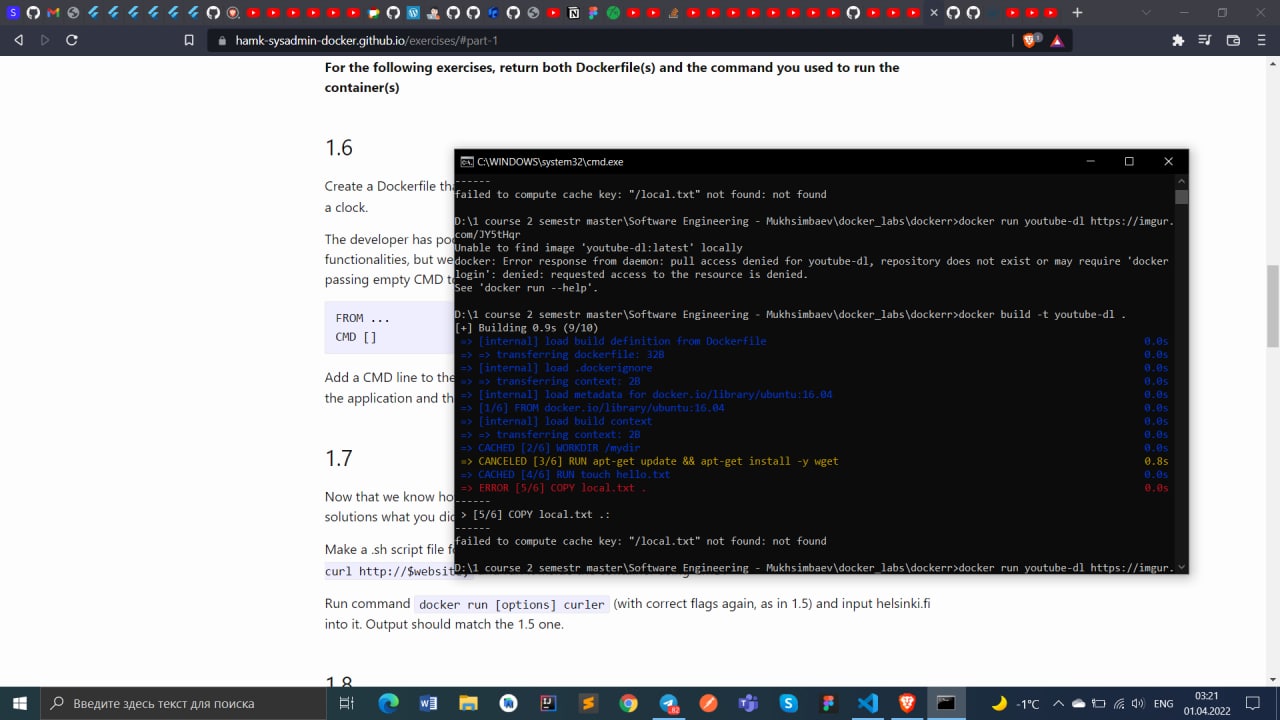 hamk-sysadmin-docker.github.io/exercises/#part-1
For the following exercises, return both Dockerfile(s) and the command you used to run the
container(s)
1.6
Create a Dockerfile tha
a clock.
The developer has poo
functionalities, but we
passing empty CMD to
FROM ...
CMD []
Add a CMD line to the
the application and th
1.7
Now that we know ho
solutions what you did
Make a .sh script file fo
curl http://$website;
Run command docker run [options] curler (with correct flags again, as in 1.5) and input helsinki.fi
into it. Output should match the 1.5 one.
1.8
C:\WINDOWS\system32\cmd.exe
------
failed to compute cache key: "/local.txt" not found: not found
D:\1 course 2 semestr master\Software Engineering - Mukhsimbaev\docker_labs\dockerr>docker run youtube-dl https://imgur.
com/JY5tHqr
Unable to find image 'youtube-dl:latest' locally
docker: Error response from daemon: pull access denied for youtube-dl, repository does not exist or may require 'docker
login': denied: requested access to the resource is denied.
See 'docker run --help'.
D:\1 course 2 semestr master\Software Engineering - Mukhsimbaev\docker_labs\dockerr>docker build -t youtube-dl .
[+] Building 0.9s (9/10)
=> [internal] load build definition from Dockerfile 0.0s
=> => transferring dockerfile: 32B 0.0s
=> [internal] load .dockerignore 0.0s
=> => transferring context: 2B 0.0s
=> [internal] load metadata for docker.io/library/ubuntu:16.04 0.0s
=> [1/6] FROM docker.io/library/ubuntu:16.04 0.0s
=> [internal] load build context 0.0s
=> => transferring context: 2B 0.0s
=> CACHED [2/6] WORKDIR /mydir 0.0s
=> CANCELED [3/6] RUN apt-get update && apt-get install -y wget 0.8s
=> CACHED [4/6] RUN touch hello.txt 0.0s
=> ERROR [5/6] COPY local.txt . 0.0s
------
> [5/6] COPY local.txt .:
------
failed to compute cache key: "/local.txt" not found: not found
D:\1 course 2 semestr master\Software Engineering - Mukhsimbaev\docker_labs\dockerr>docker run youtube-dl https://imgur.
Введите здесь текст для поиска
82
-1°C
ENG
03:21
01.04.2022